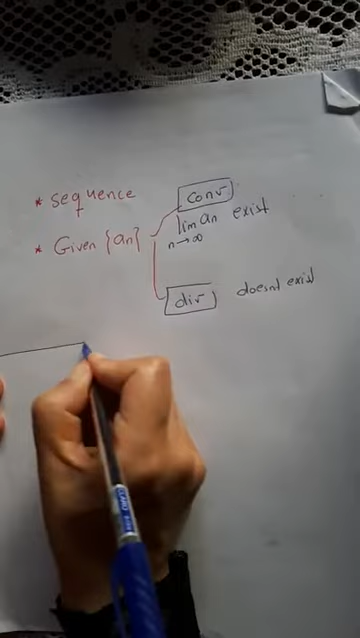 * sequence
conv
lim an exist
n→∞
* Given {an}
div
doesnt exist